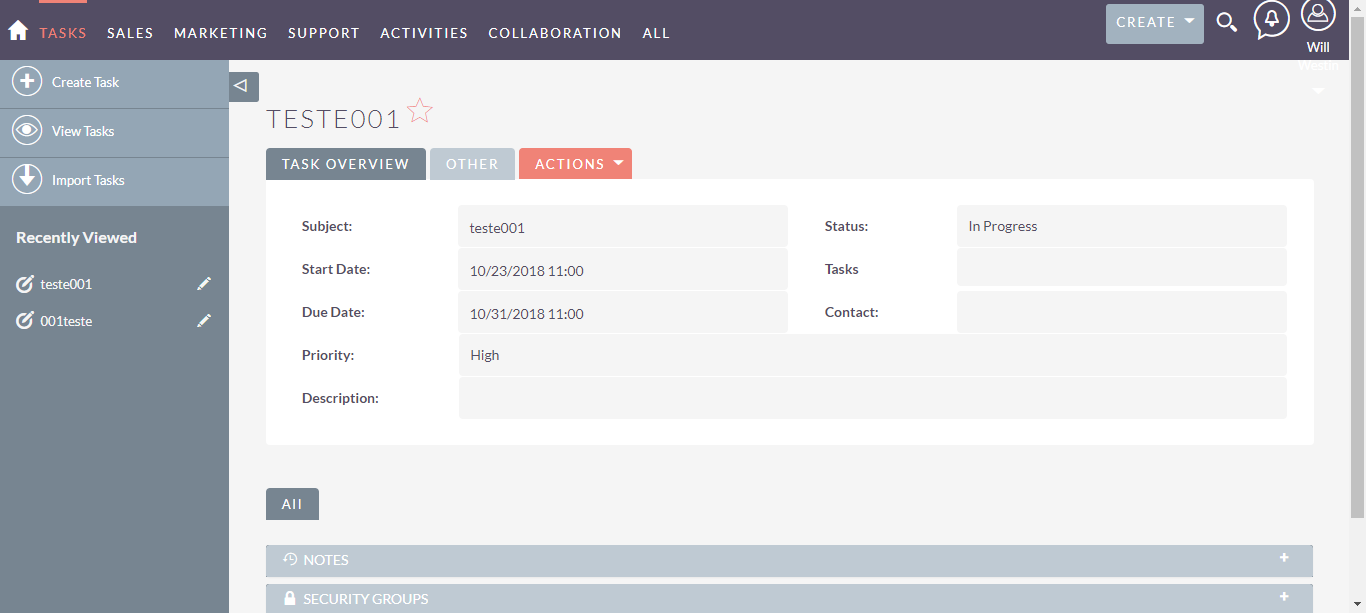 TASKS SALES MARKETING SUPPORT ACTIVITIES COLLABORATION ALL CREATE
Will
Create Task
View Tasks
Import Tasks
Recently Viewed
teste001
001teste
TESTE001
TASK OVERVIEW OTHER ACTIONS
Subject: teste001 Status: In Progress
Start Date: 10/23/2018 11:00 Tasks
Due Date: 10/31/2018 11:00 Contact:
Priority: High
Description:
All
NOTES
SECURITY GROUPS